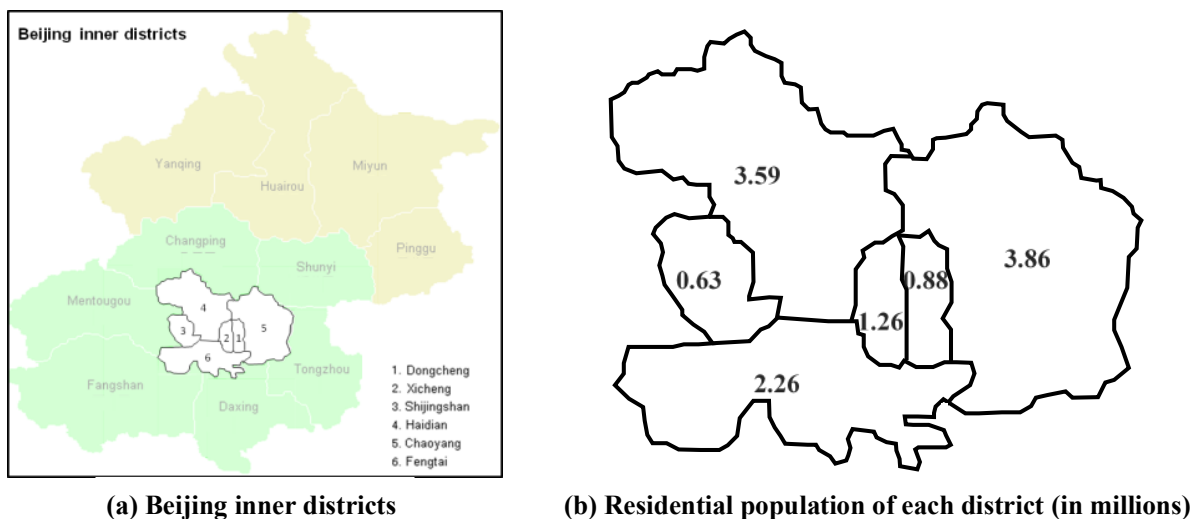 Beijing inner districts
Yanqing
Miyun
Huairou
Pinggu
Changping
Shunyi
Mentougou
4
3
5
2
1
6
Tongzhou
Fangshan
Daxing
1. Dongcheng
2. Xicheng
3. Shijingshan
4. Haidian
5. Chaoyang
6. Fengtai
(a) Beijing inner districts
3.59
3.86
0.63
0.88
1.26
2.26
(b) Residential population of each district (in millions)